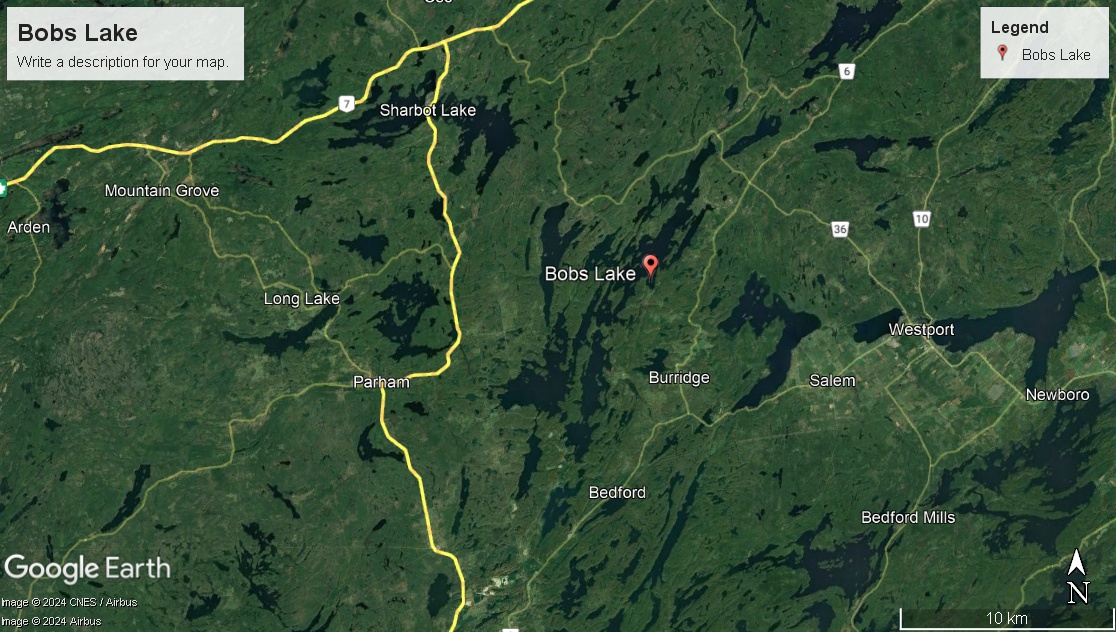 Bobs Lake
Write a description for your map.
Legend
Bobs Lake
6
7
Sharbot Lake
Mountain Grove
Arden
10
36
Bobs Lake
Long Lake
Westport
Parham
Burridge
Salem
Newboro
Bedford
Bedford Mills
Google Earth
N
Image © 2024 CNES / Airbus
Image © 2024 Airbus
10 km